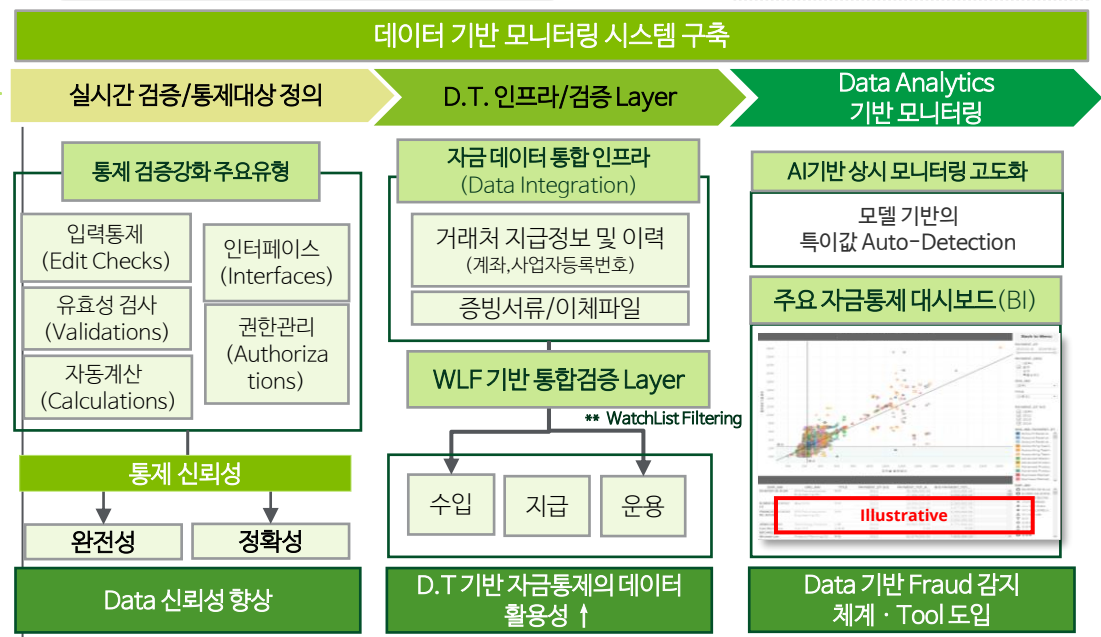 데이터 기반 모니터링 시스템 구축
실시간 검증/통제대상 정의
통제 검증강화 주요유형
입력통제
(Edit Checks)
유효성 검사
(Validations)
자동계산
(Calculations)
인터페이스
(Interfaces)
권한관리
(Authoriza
tions)
통제 신뢰성
완전성
정확성
Data 신뢰성 향상
D.T. 인프라/검증 Layer
자금 데이터 통합 인프라
(Data Integration)
거래처 지급정보 및 이력
(계좌,사업자등록번호)
증빙서류/이체파일
WLF 기반 통합검증 Layer
** WatchList Filtering
수입
지급
운용
D.T 기반 자금통제의 데이터
활용성 ↑
Data Analytics
기반 모니터링
AI기반 상시 모니터링 고도화
모델 기반의
특이값 Auto-Detection
주요 자금통제 대시보드(BI)
Back to Menu
Illustrative
Data 기반 Fraud 감지
체계 · Tool 도입